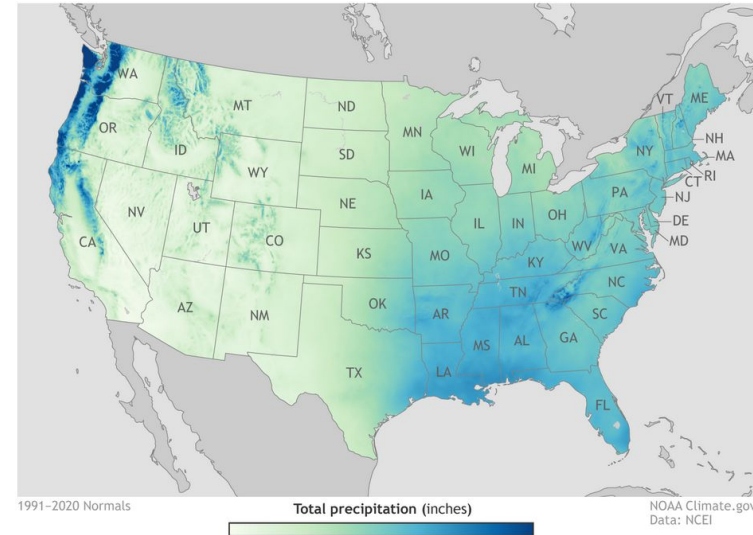 WA
MT
ND
MN
VT
ME
OR
ID
SD
WI
MI
NY
NH
MA
WY
CT
RI
NE
IA
PA
NJ
NV
UT
CO
IL
IN
OH
DE
MD
CA
KS
MO
WV
VA
KY
AZ
NM
OK
AR
TN
NC
SC
TX
LA
MS
AL
GA
FL
1991–2020 Normals
Total precipitation (inches)
NOAA Climate.gov
Data: NCEI